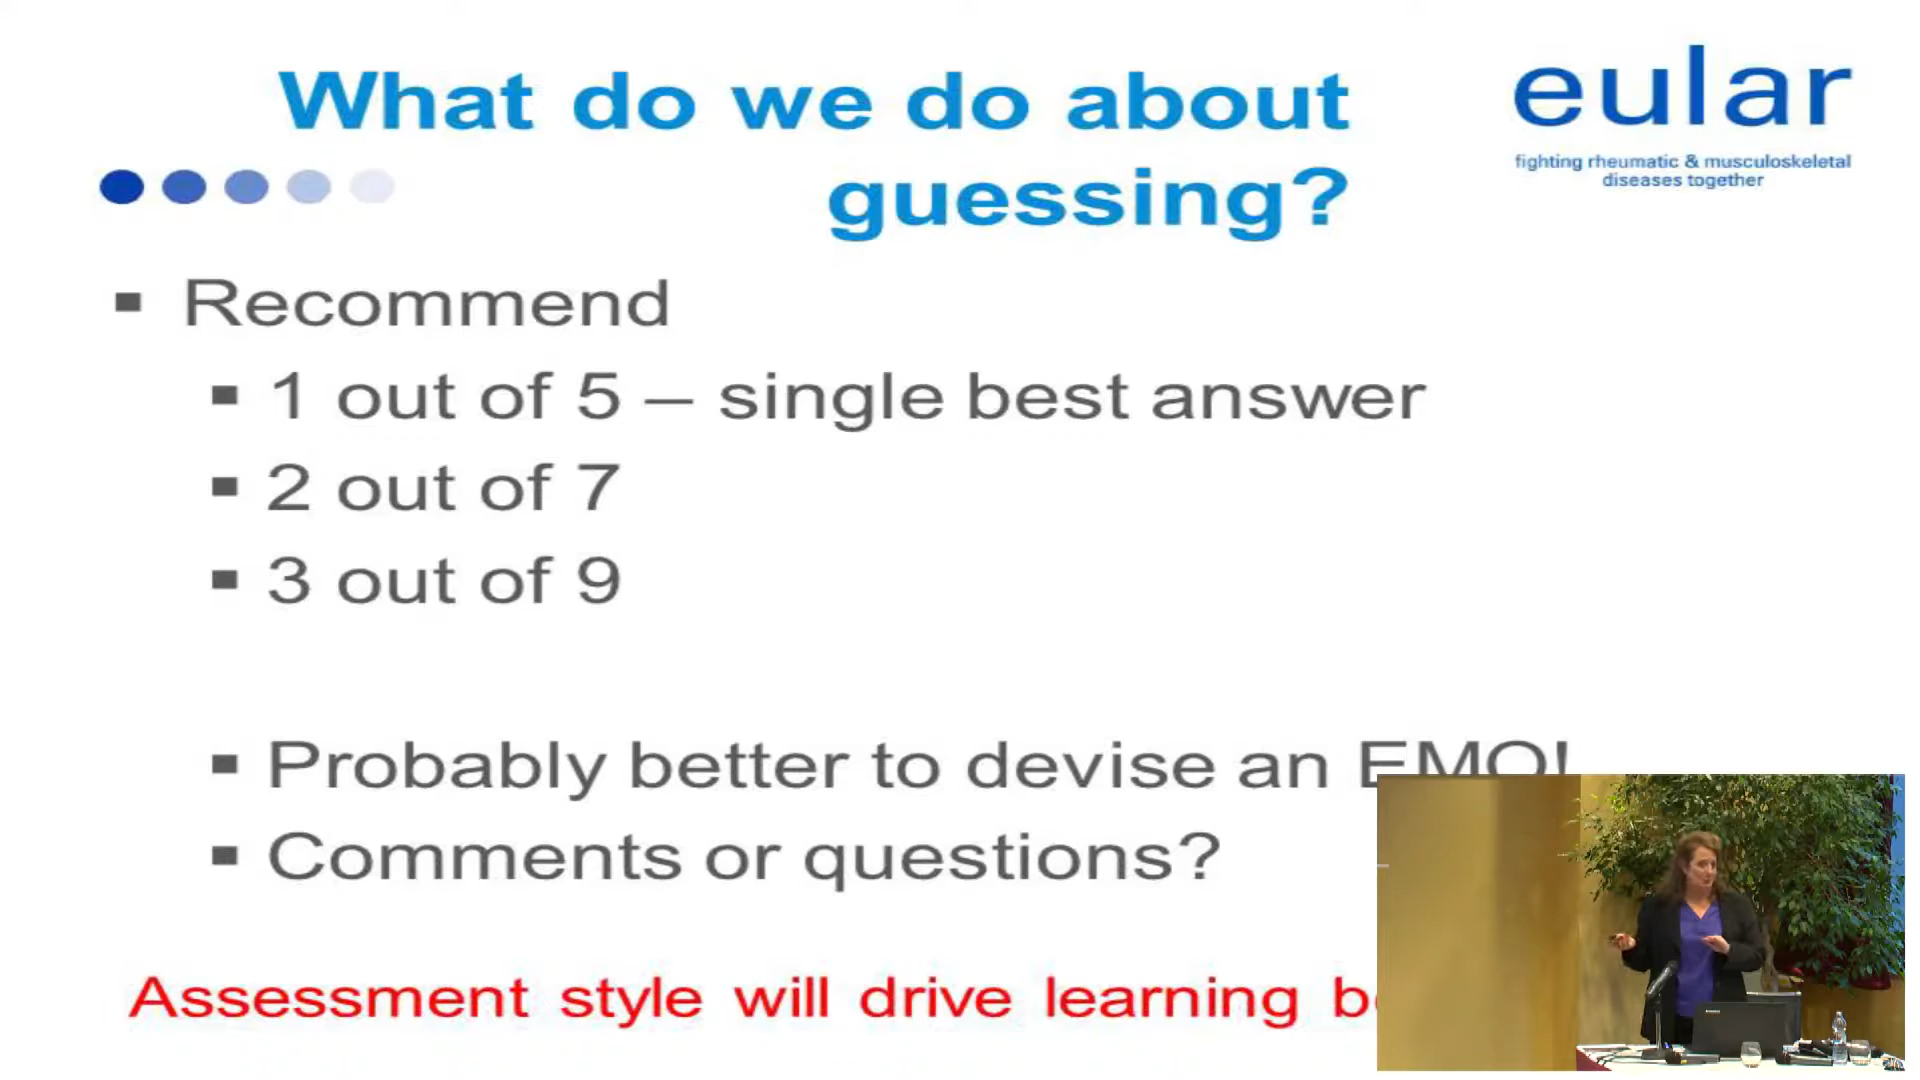 What do we do about
guessing?
eular
fighting rheumatic & musculoskeletal
diseases together
▪ Recommend
▪ 1 out of 5 – single best answer
▪ 2 out of 7
▪ 3 out of 9
▪ Probably better to devise an EMQ!
▪ Comments or questions?
Assessment style will drive learning